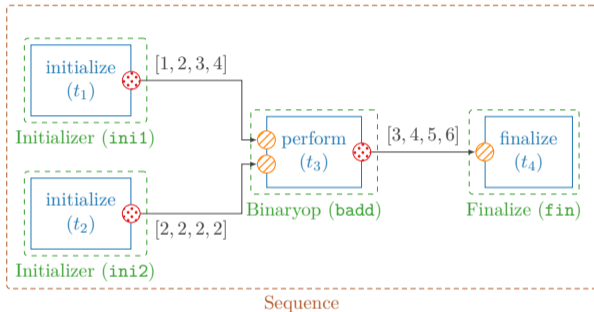 initialize
(t₁)
[1, 2, 3, 4]
Initializer (ini1)
perform
(t₃)
[3, 4, 5, 6]
finalize
(t₄)
initialize
(t₂)
[2, 2, 2, 2]
Binaryop (badd)
Finalize (fin)
Initializer (ini2)
Sequence